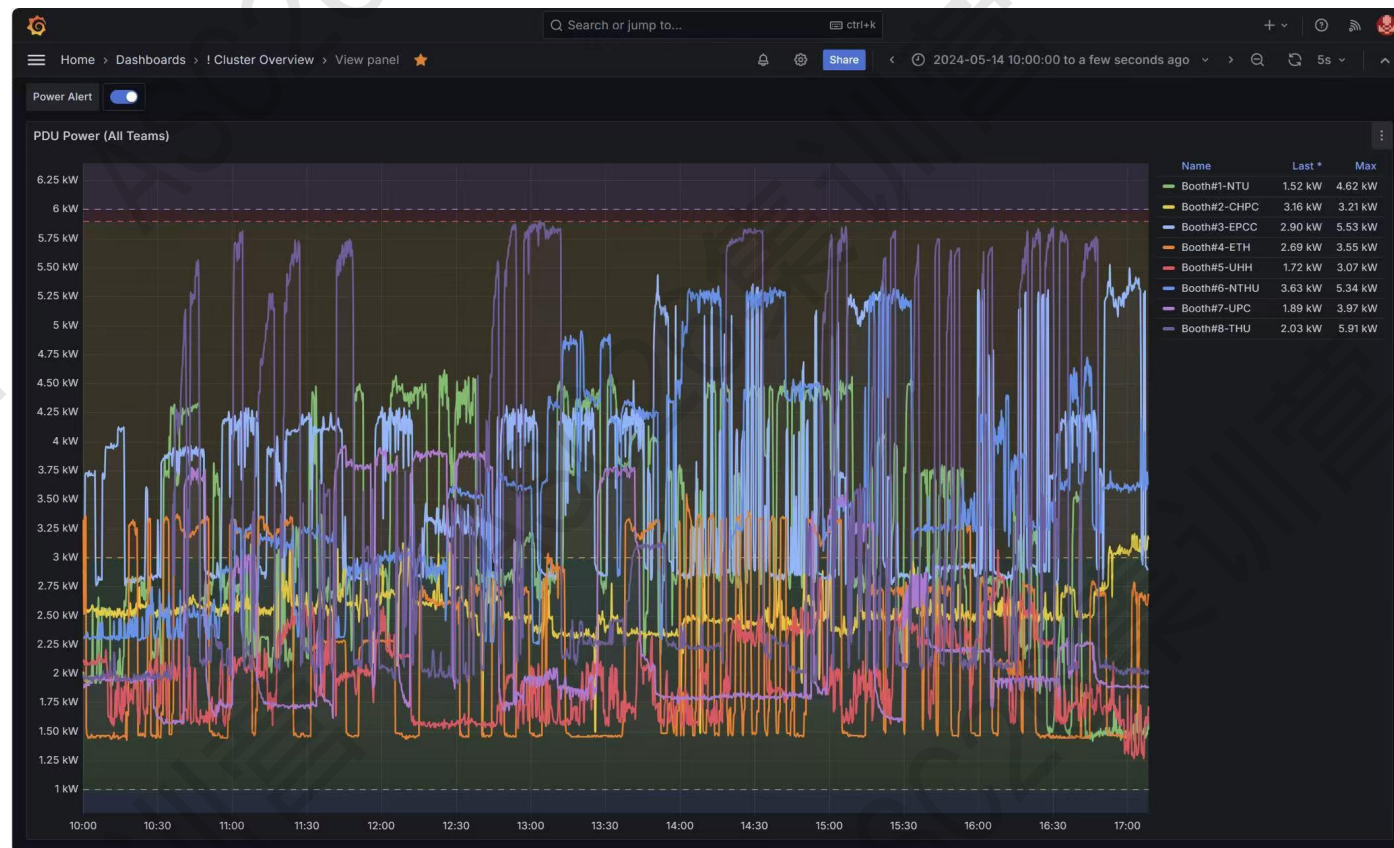 Search or jump to...
ctrl+k
Home › Dashboards › ! Cluster Overview › View panel
Share
2024-05-14 10:00:00 to a few seconds ago
5s
Power Alert
PDU Power (All Teams)
Name Last * Max
Booth#1-NTU 1.52 kW 4.62 kW
Booth#2-CHPC 3.16 kW 3.21 kW
Booth#3-EPCC 2.90 kW 5.53 kW
Booth#4-ETH 2.69 kW 3.55 kW
Booth#5-UHH 1.72 kW 3.07 kW
Booth#6-NTHU 3.63 kW 5.34 kW
Booth#7-UPC 1.89 kW 3.97 kW
Booth#8-THU 2.03 kW 5.91 kW
6.25 kW
6 kW
5.75 kW
5.50 kW
5.25 kW
5 kW
4.75 kW
4.50 kW
4.25 kW
4 kW
3.75 kW
3.50 kW
3.25 kW
3 kW
2.75 kW
2.50 kW
2.25 kW
2 kW
1.75 kW
1.50 kW
1.25 kW
1 kW
10:00 10:30 11:00 11:30 12:00 12:30 13:00 13:30 14:00 14:30 15:00 15:30 16:00 16:30 17:00